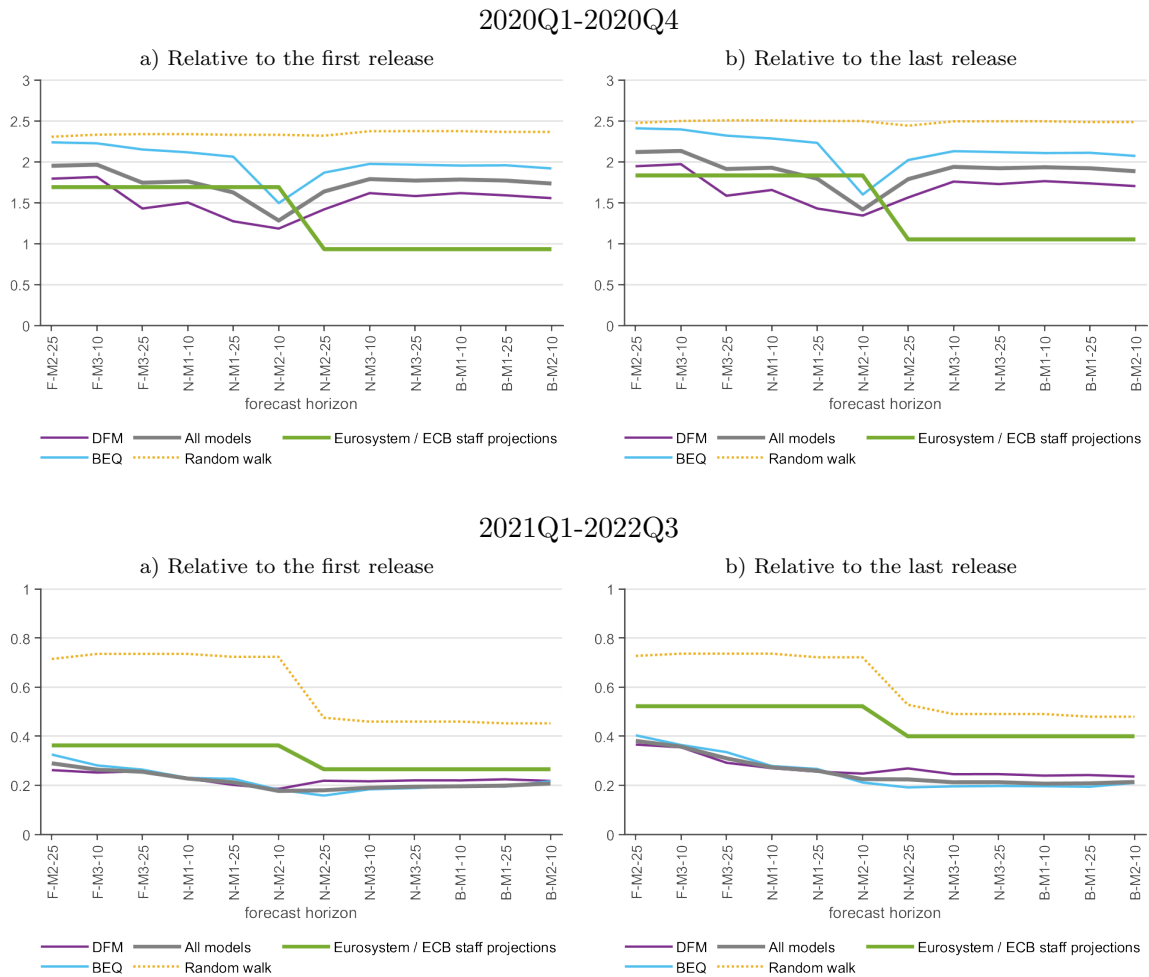 2020Q1-2020Q4
a) Relative to the first release
3
2.5
2
1.5
1
0.5
0
F-M2-25
F-M3-10
F-M3-25
N-M1-10
N-M1-25
N-M2-10
N-M2-25
N-M3-10
N-M3-25
B-M1-10
B-M1-25
B-M2-10
forecast horizon
DFM All models Eurosystem / ECB staff projections
BEQ Random walk
b) Relative to the last release
3
2.5
2
1.5
1
0.5
0
F-M2-25
F-M3-10
F-M3-25
N-M1-10
N-M1-25
N-M2-10
N-M2-25
N-M3-10
N-M3-25
B-M1-10
B-M1-25
B-M2-10
forecast horizon
DFM All models Eurosystem / ECB staff projections
BEQ Random walk
2021Q1-2022Q3
a) Relative to the first release
1
0.8
0.6
0.4
0.2
0
F-M2-25
F-M3-10
F-M3-25
N-M1-10
N-M1-25
N-M2-10
N-M2-25
N-M3-10
N-M3-25
B-M1-10
B-M1-25
B-M2-10
forecast horizon
DFM All models Eurosystem / ECB staff projections
BEQ Random walk
b) Relative to the last release
1
0.8
0.6
0.4
0.2
0
F-M2-25
F-M3-10
F-M3-25
N-M1-10
N-M1-25
N-M2-10
N-M2-25
N-M3-10
N-M3-25
B-M1-10
B-M1-25
B-M2-10
forecast horizon
DFM All models Eurosystem / ECB staff projections
BEQ Random walk